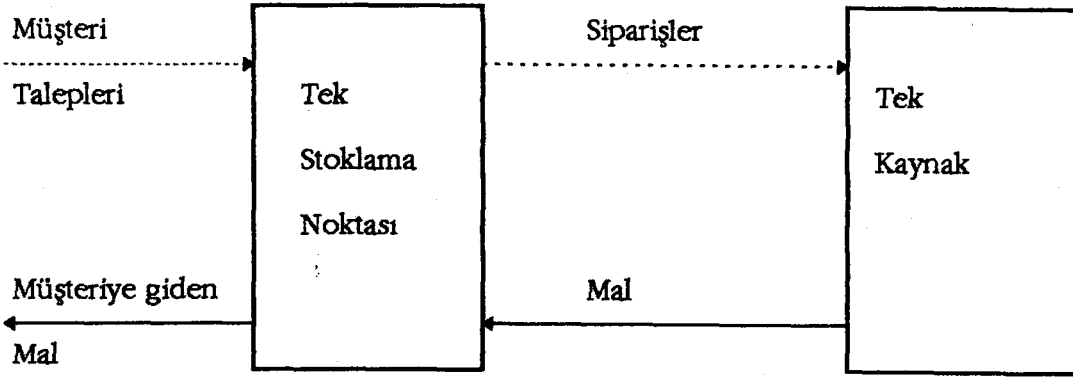 Müşteri
Talepleri
Siparişler
Tek
Stoklama
Noktası
Tek
Kaynak
Müşteriye giden
Mal
Mal